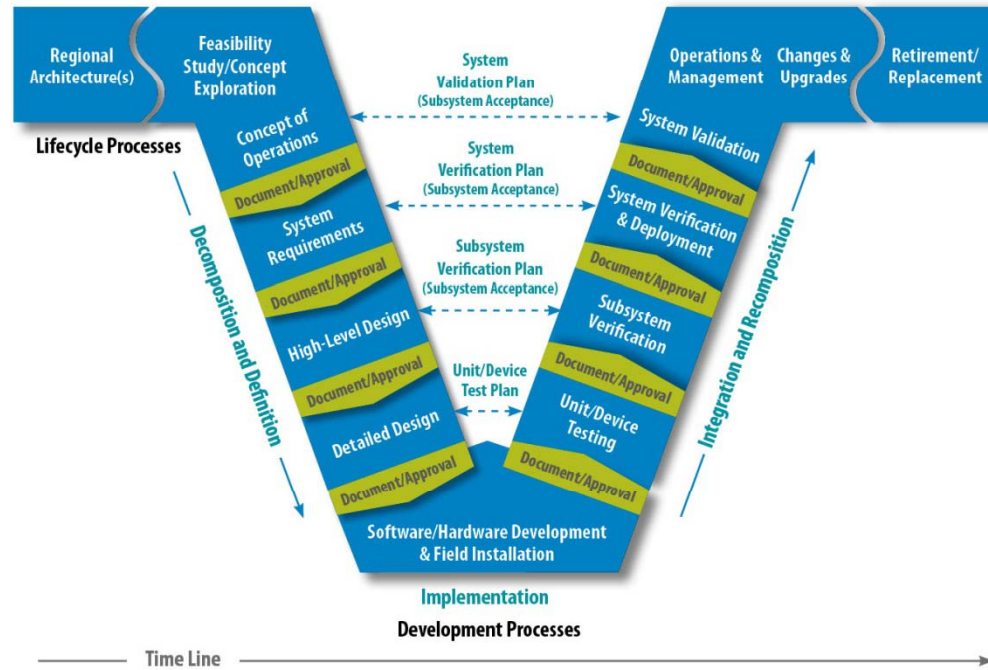 Regional
Architecture(s)
Feasibility
Study/Concept
Exploration
Operations &
Management
Changes &
Upgrades
Retirement/
Replacement
Lifecycle Processes
Concept of
Operations
Document/Approval
System
Requirements
Document/Approval
High-Level Design
Document/Approval
Detailed Design
Document/Approval
Decomposition and Definition
System
Validation Plan
(Subsystem Acceptance)
System
Verification Plan
(Subsystem Acceptance)
Subsystem
Verification Plan
(Subsystem Acceptance)
Unit/Device
Test Plan
System Validation
Document/Approval
System Verification
& Deployment
Document/Approval
Subsystem
Verification
Document/Approval
Unit/Device
Testing
Document/Approval
Integration and Recomposition
Software/Hardware Development
& Field Installation
Implementation
Development Processes
Time Line